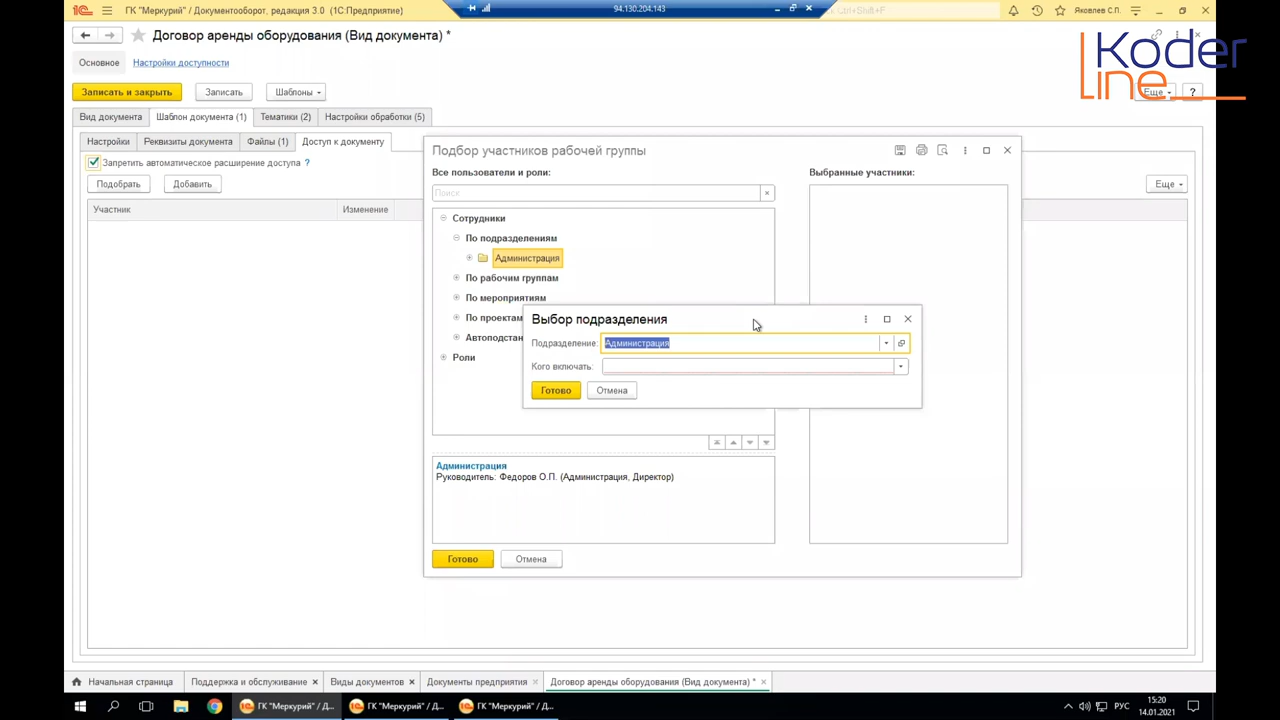 ГК "Меркурий" / Документооборот, редакция 3.0 (1С:Предприятие)
94.130.204.143
Ctrl+Shift+F
Яковлев С.П.
Договор аренды оборудования (Вид документа) *
Koder
line
Основное
Настройки доступности
Записать и закрыть
Записать
Шаблоны
Еще
?
Вид документа
Шаблон документа (1)
Тематики (2)
Настройки обработки (5)
Настройки
Реквизиты документа
Файлы (1)
Доступ к документу
Запретить автоматическое расширение доступа ?
Подобрать
Добавить
Еще
Участник
Изменение
Подбор участников рабочей группы
Все пользователи и роли:
Выбранные участники:
Поиск
Сотрудники
По подразделениям
Администрация
По рабочим группам
По мероприятиям
По проектам
Автоподстан
Роли
Выбор подразделения
Подразделение:
Администрация
Кого включать:
Готово
Отмена
Администрация
Руководитель: Федоров О.П. (Администрация, Директор)
Готово
Отмена
Начальная страница
Поддержка и обслуживание
Виды документов
Документы предприятия
Договор аренды оборудования (Вид документа) *
ГК "Меркурий" / Д...
ГК "Меркурий" / Д...
ГК "Меркурий" / Д...
РУС
15:20
14.01.2021